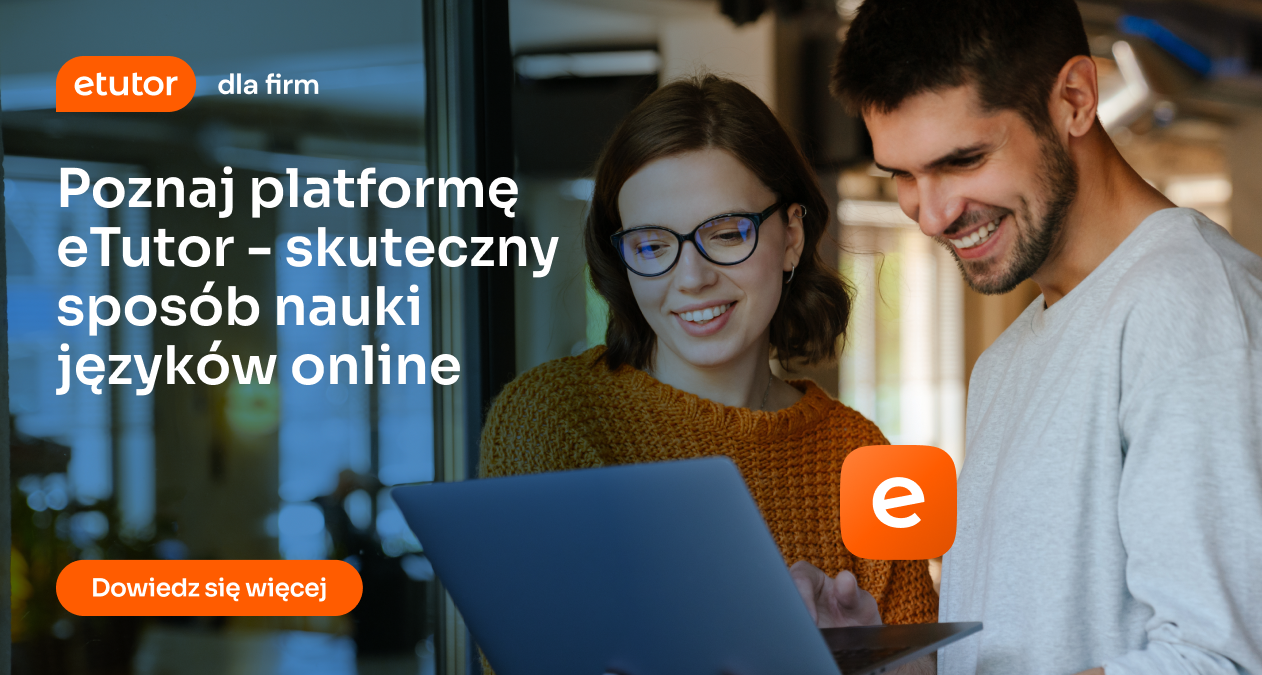 etutor dla firm
Poznaj platformę
eTutor - skuteczny
sposób nauki
języków online
e
Dowiedz się więcej